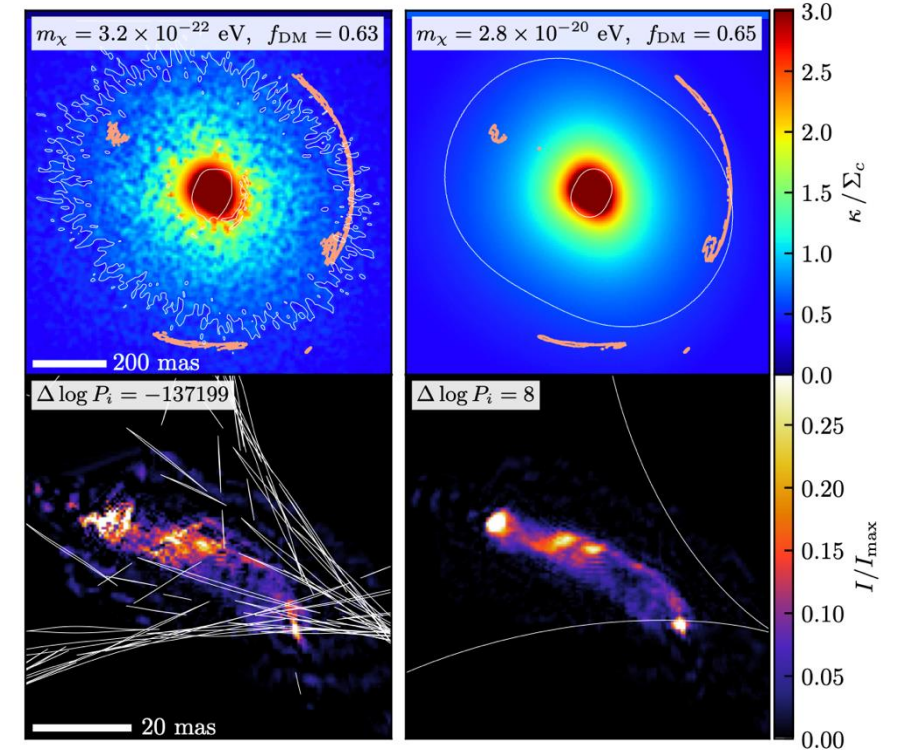 m_χ = 3.2 × 10⁻²² eV, f_DM = 0.63
m_χ = 2.8 × 10⁻²⁰ eV, f_DM = 0.65
200 mas
3.0
2.5
2.0
1.5
1.0
0.5
0.0
κ / Σ_c
Δ log P_i = −137199
Δ log P_i = 8
20 mas
0.25
0.20
0.15
0.10
0.05
0.00
I/I_max